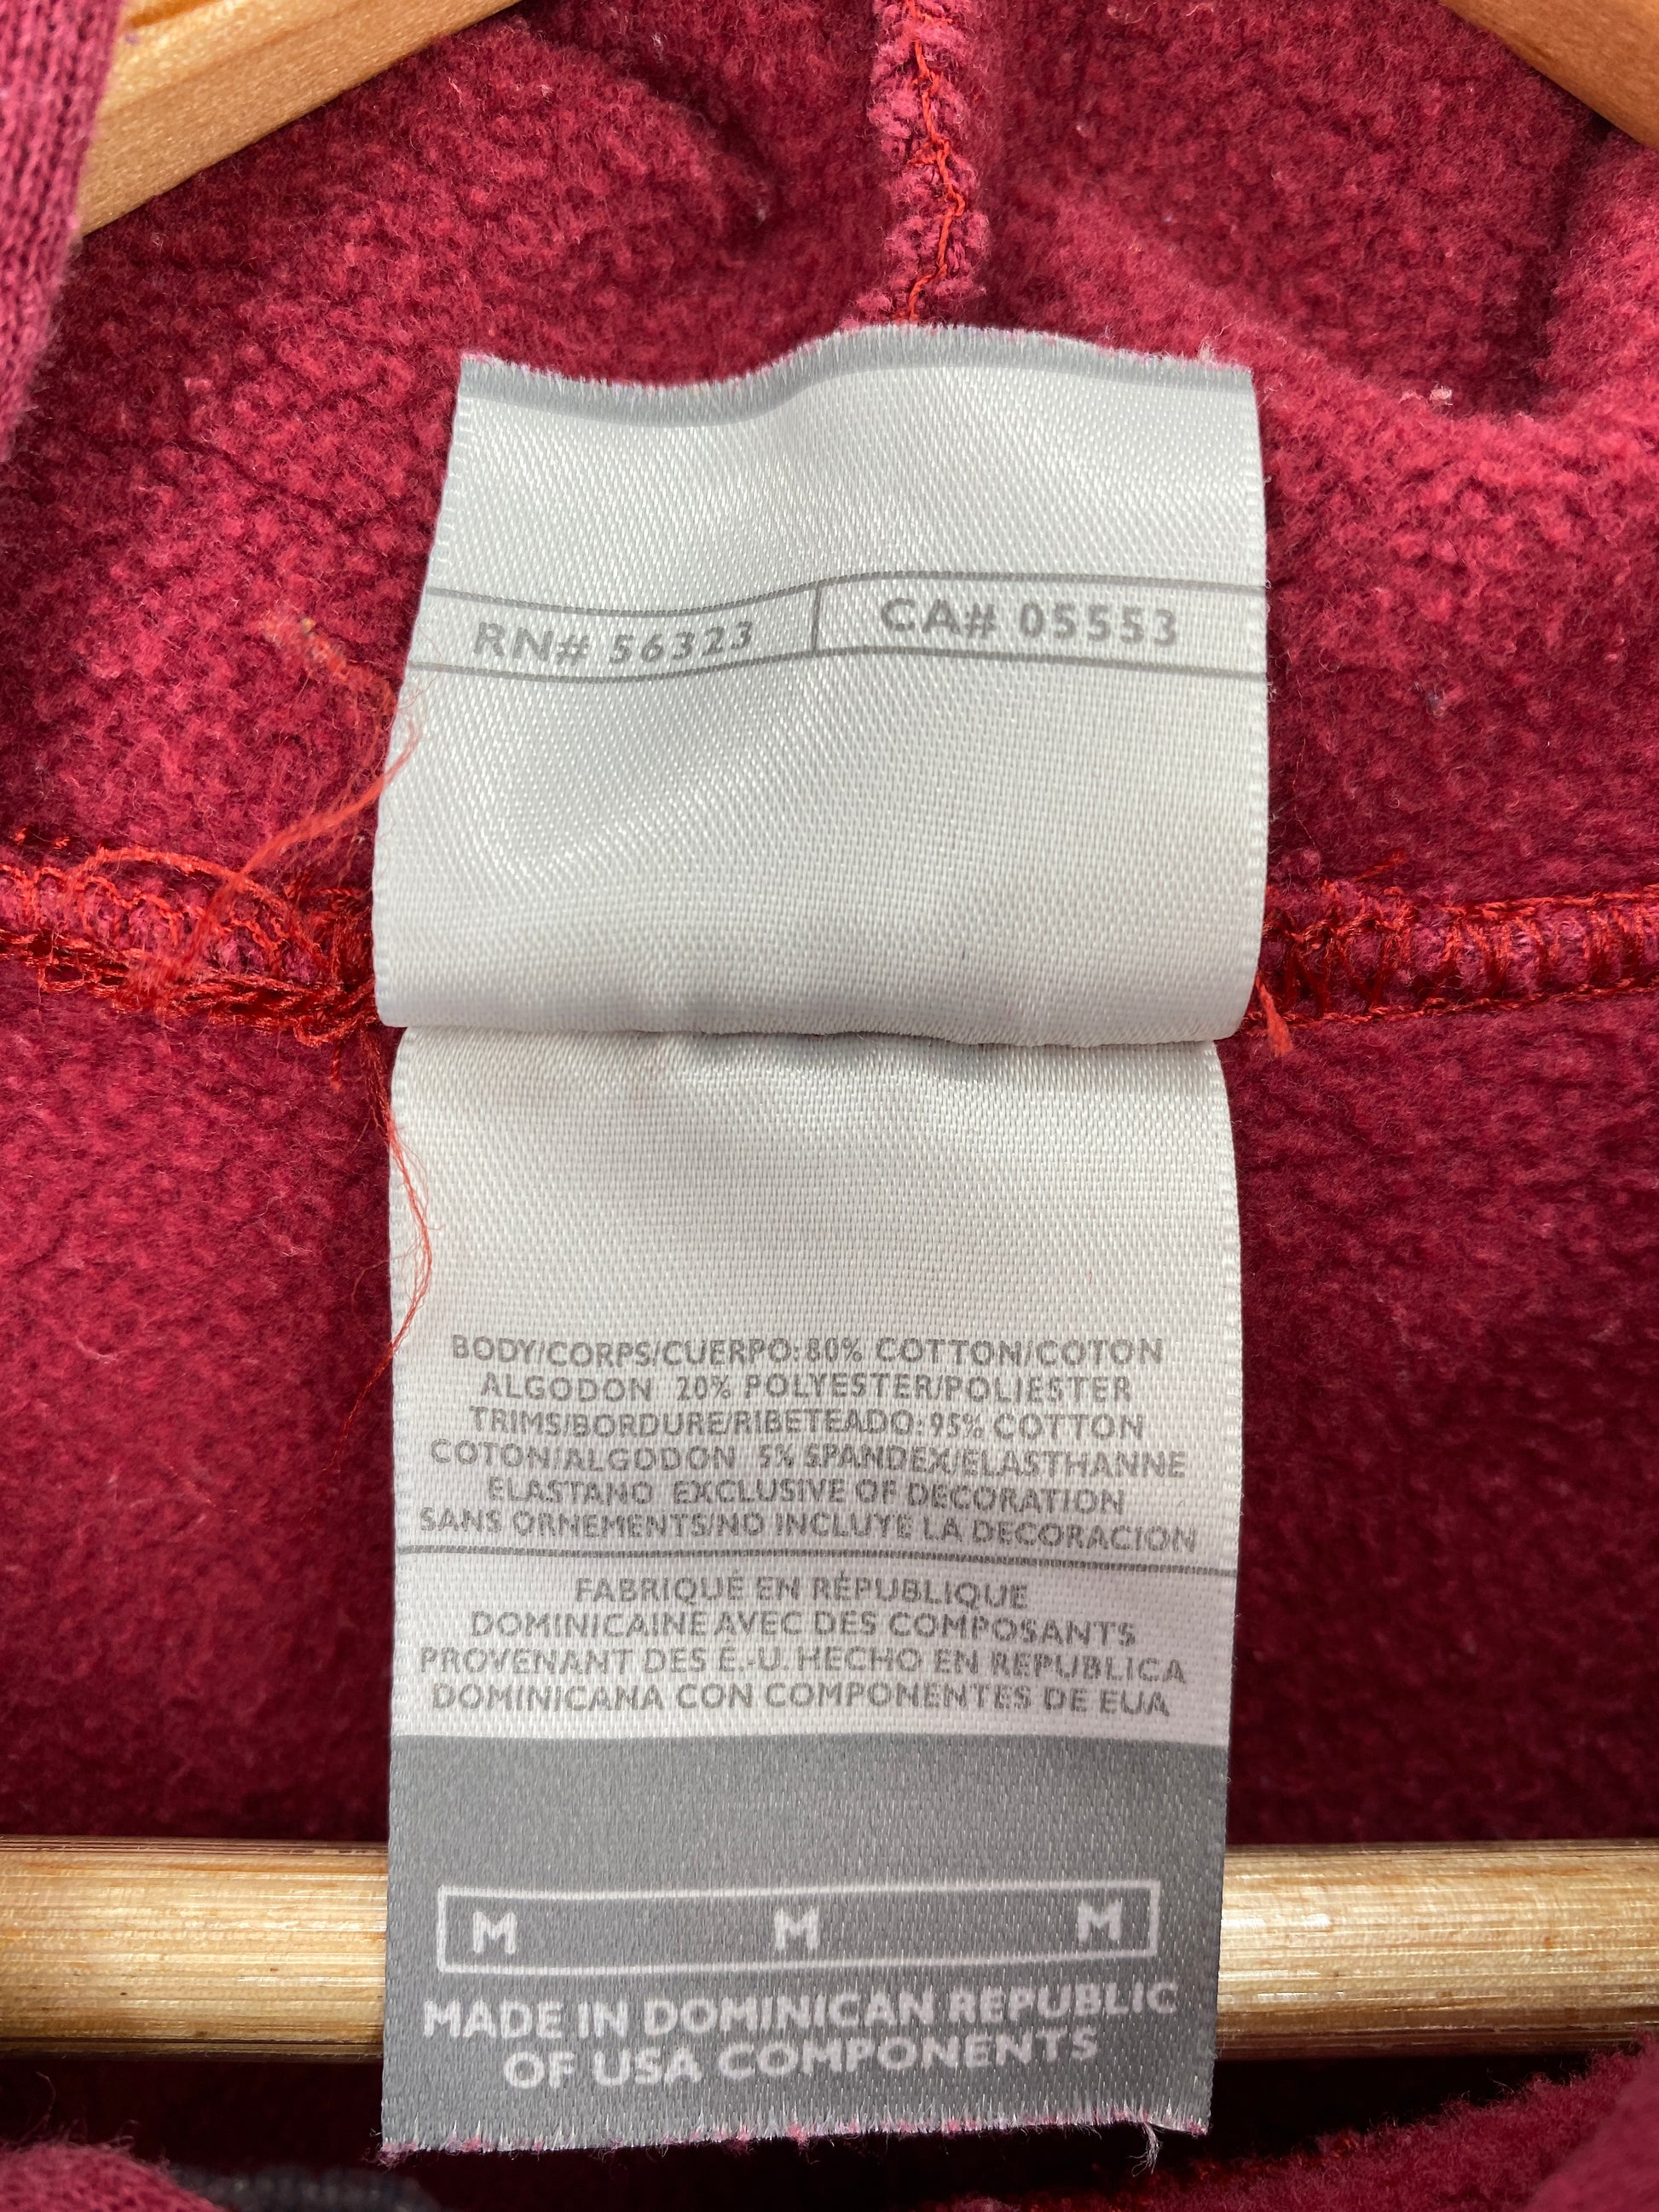 RN# 56323 CA# 05553
BODY/CORPS/CUERPO: 80% COTTON/COTON
ALGODON 20% POLYESTER/POLIESTER
TRIMS/BORDURE/RIBETEADO: 95% COTTON
COTON/ALGODON 5% SPANDEX/ELASTHANNE
ELASTANO EXCLUSIVE OF DECORATION
SANS ORNEMENTS/NO INCLUYE LA DECORACION
FABRIQUÉ EN RÉPUBLIQUE
DOMINICAINE AVEC DES COMPOSANTS
PROVENANT DES É.-U. HECHO EN REPUBLICA
DOMINICANA CON COMPONENTES DE EUA
M M M
MADE IN DOMINICAN REPUBLIC
OF USA COMPONENTS